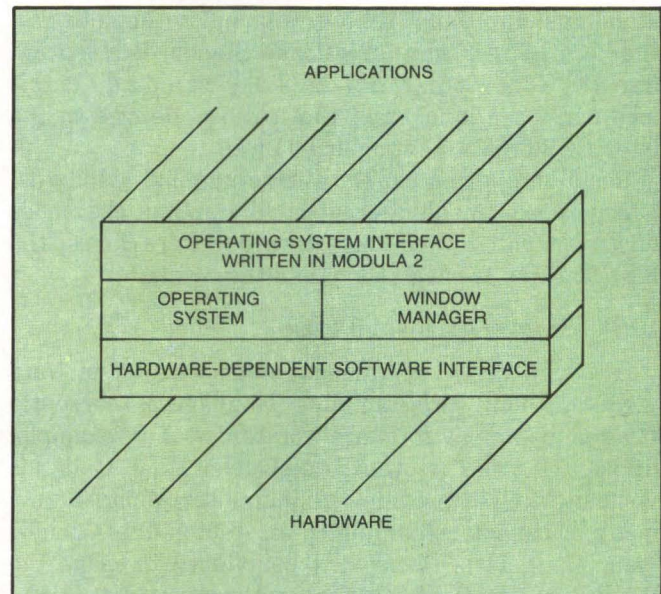 APPLICATIONS
OPERATING SYSTEM INTERFACE
WRITTEN IN MODULA 2
OPERATING
SYSTEM
WINDOW
MANAGER
HARDWARE-DEPENDENT SOFTWARE INTERFACE
HARDWARE